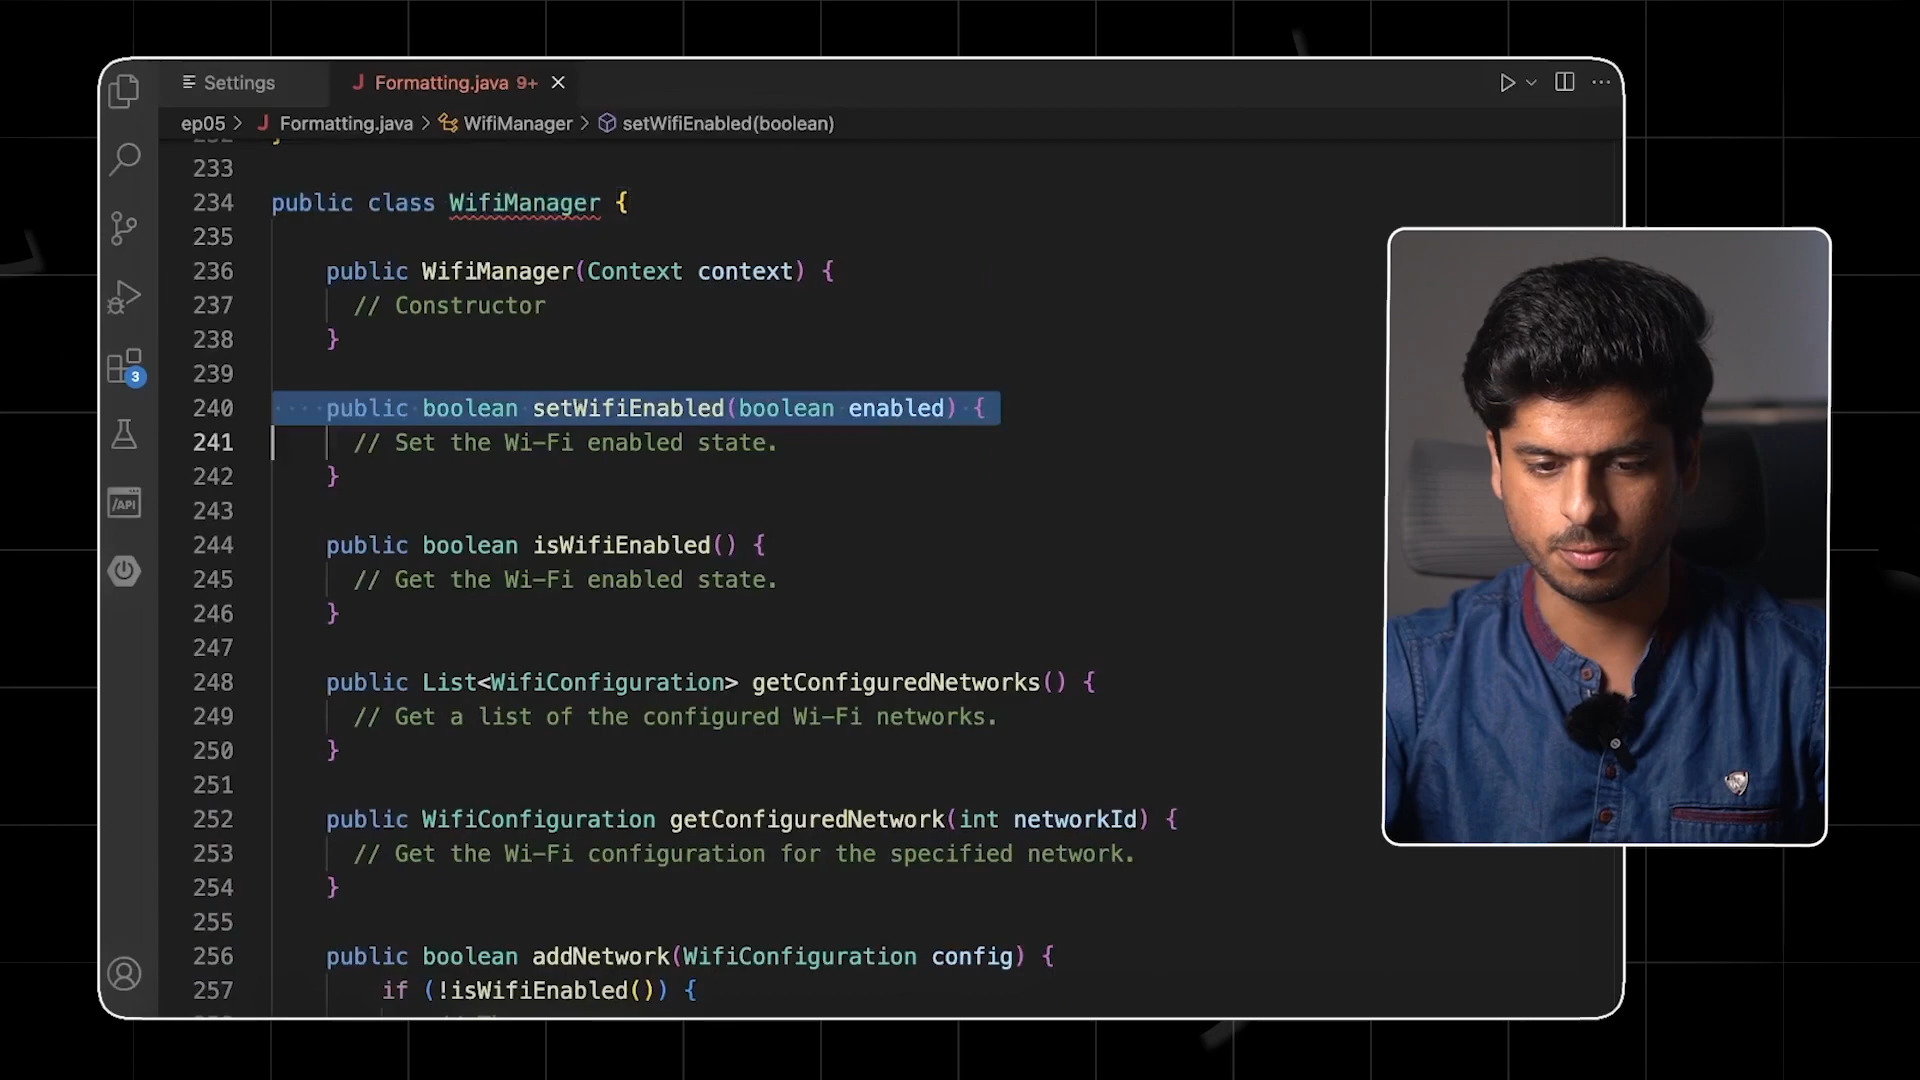 Settings
J Formatting.java 9+
ep05 > J Formatting.java > WifiManager > setWifiEnabled(boolean)
233
234 public class WifiManager {
235
236 public WifiManager(Context context) {
237 // Constructor
238 }
239
240 public boolean setWifiEnabled(boolean enabled) {
241 // Set the Wi-Fi enabled state.
242 }
243
244 public boolean isWifiEnabled() {
245 // Get the Wi-Fi enabled state.
246 }
247
248 public List<WifiConfiguration> getConfiguredNetworks() {
249 // Get a list of the configured Wi-Fi networks.
250 }
251
252 public WifiConfiguration getConfiguredNetwork(int networkId) {
253 // Get the Wi-Fi configuration for the specified network.
254 }
255
256 public boolean addNetwork(WifiConfiguration config) {
257 if (!isWifiEnabled()) {
3
/API